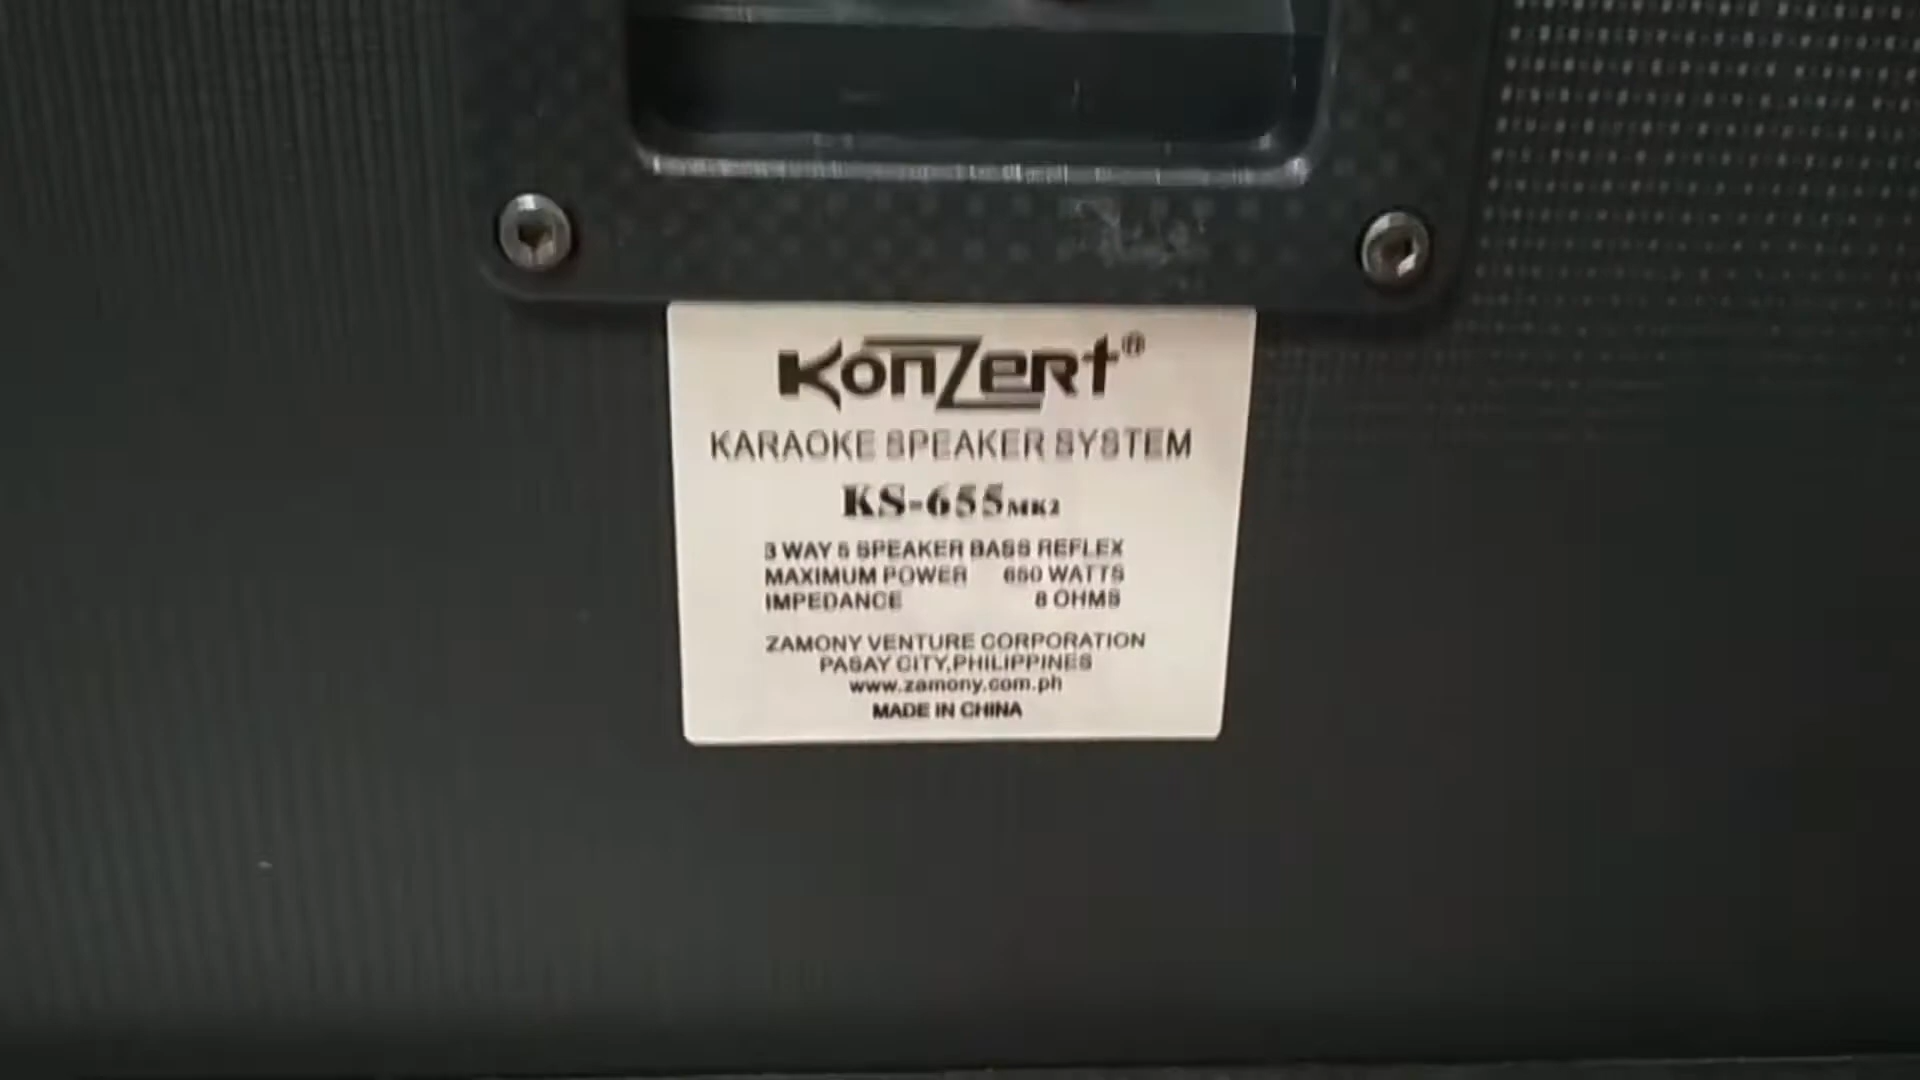 KonZert®
KARAOKE SPEAKER SYSTEM
KS-655MK2
3 WAY 5 SPEAKER BASS REFLEX
MAXIMUM POWER 650 WATTS
IMPEDANCE 8 OHMS
ZAMONY VENTURE CORPORATION
PASAY CITY,PHILIPPINES
www.zamony.com.ph
MADE IN CHINA